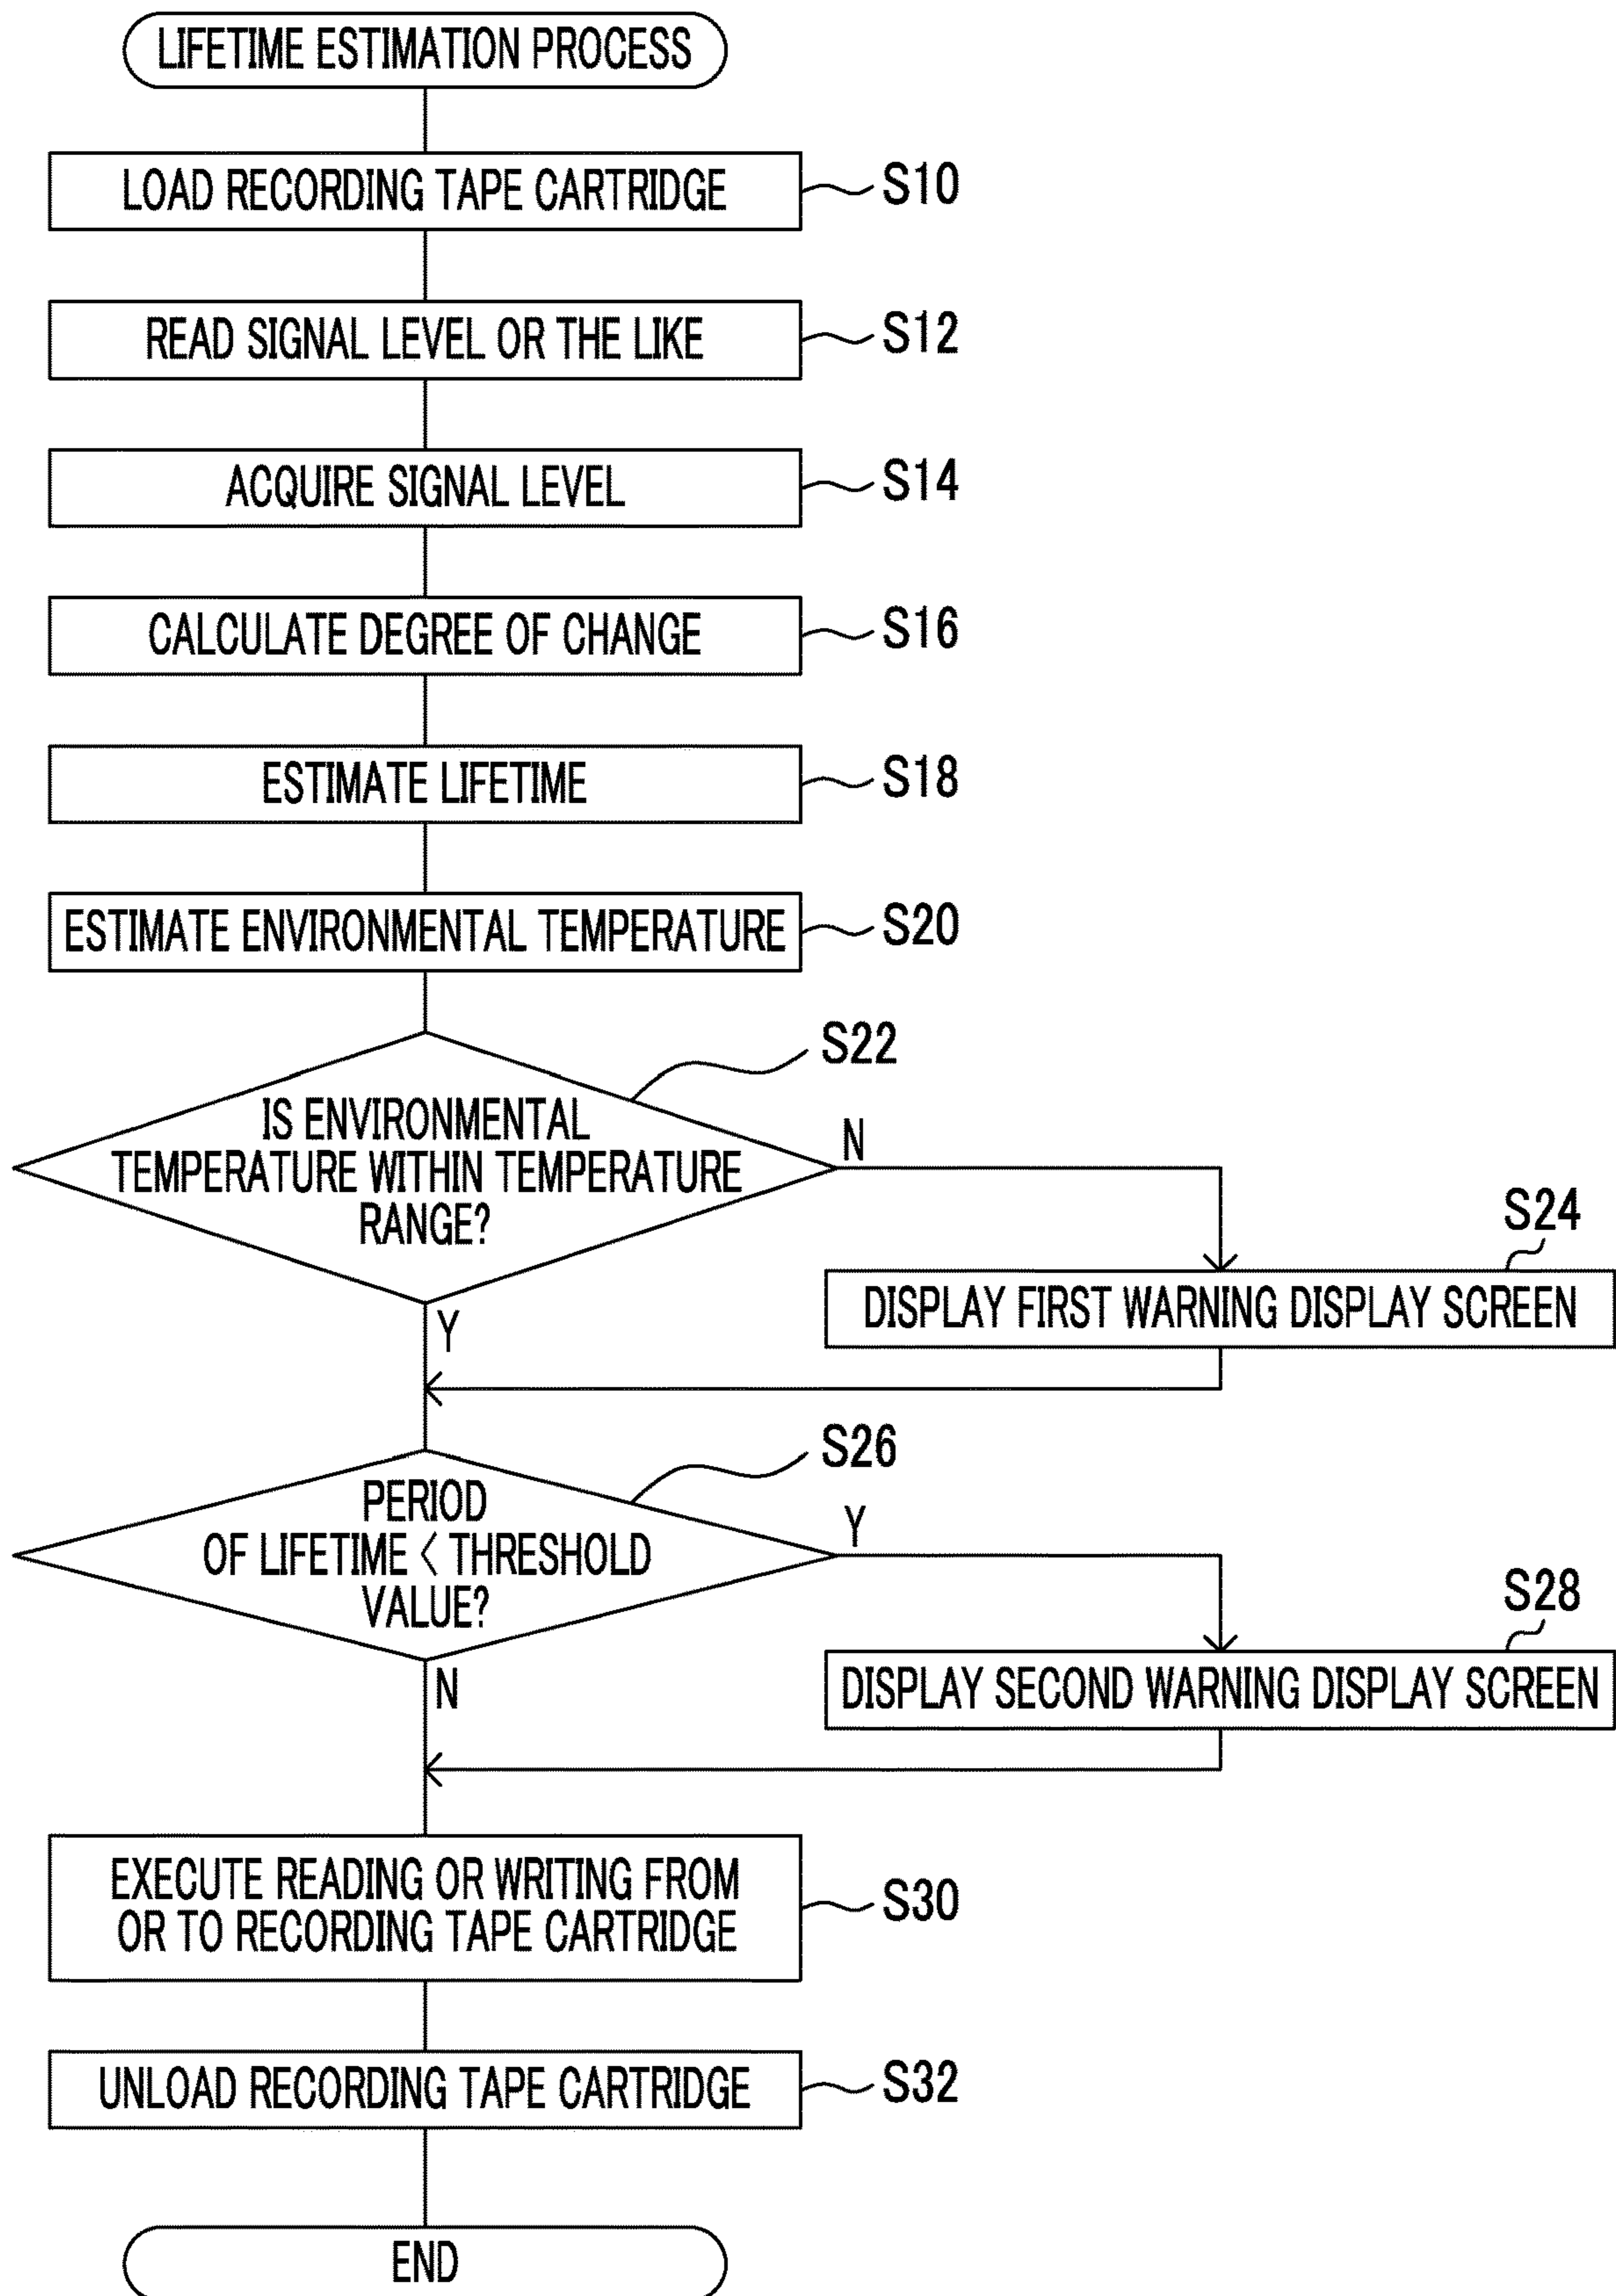 LIFETIME ESTIMATION PROCESS
LOAD RECORDING TAPE CARTRIDGE
S10
READ SIGNAL LEVEL OR THE LIKE
S12
ACQUIRE SIGNAL LEVEL
S14
CALCULATE DEGREE OF CHANGE
S16
ESTIMATE LIFETIME
S18
ESTIMATE ENVIRONMENTAL TEMPERATURE
S20
S22
IS ENVIRONMENTAL
TEMPERATURE WITHIN TEMPERATURE
RANGE?
N
S24
DISPLAY FIRST WARNING DISPLAY SCREEN
Y
S26
PERIOD
OF LIFETIME < THRESHOLD
VALUE?
Y
S28
DISPLAY SECOND WARNING DISPLAY SCREEN
N
EXECUTE READING OR WRITING FROM
OR TO RECORDING TAPE CARTRIDGE
S30
UNLOAD RECORDING TAPE CARTRIDGE
S32
END